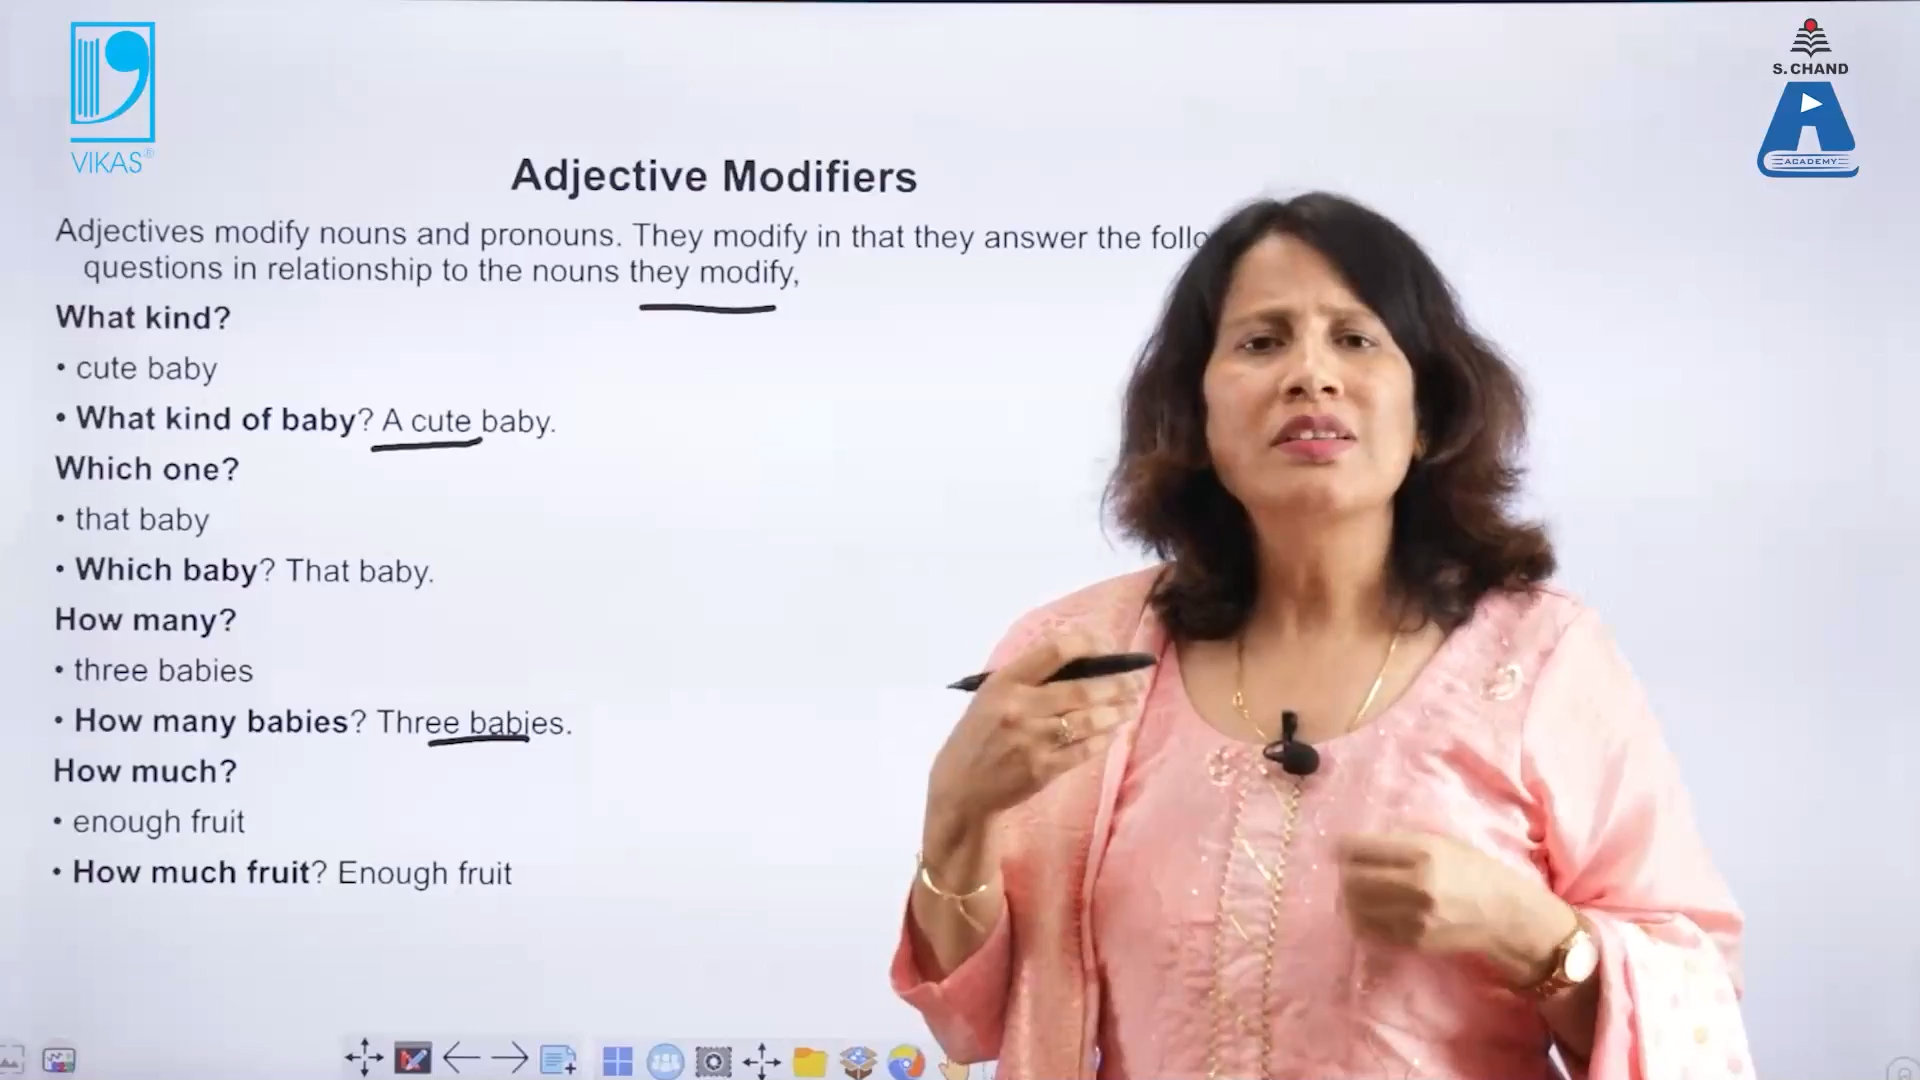 VIKAS®
S. CHAND
ACADEMY
Adjective Modifiers
Adjectives modify nouns and pronouns. They modify in that they answer the follo
questions in relationship to the nouns they modify,
What kind?
• cute baby
• What kind of baby? A cute baby.
Which one?
• that baby
• Which baby? That baby.
How many?
• three babies
• How many babies? Three babies.
How much?
• enough fruit
• How much fruit? Enough fruit